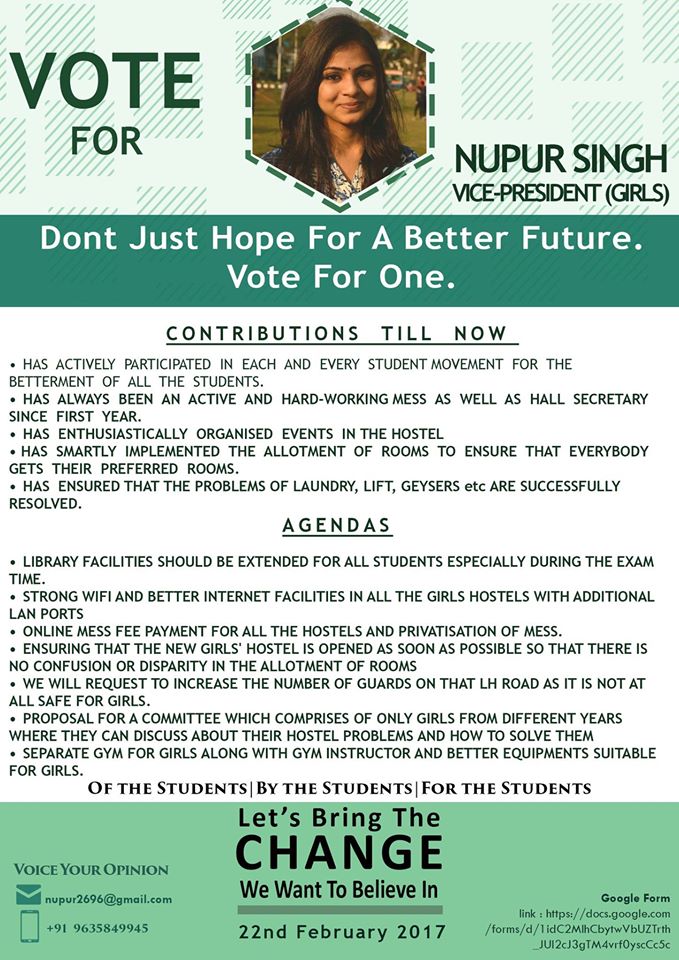 VOTE
FOR
NUPUR SINGH
VICE-PRESIDENT (GIRLS)
Dont Just Hope For A Better Future.
Vote For One.
CONTRIBUTIONS TILL NOW
• HAS ACTIVELY PARTICIPATED IN EACH AND EVERY STUDENT MOVEMENT FOR THE
BETTERMENT OF ALL THE STUDENTS.
• HAS ALWAYS BEEN AN ACTIVE AND HARD-WORKING MESS AS WELL AS HALL SECRETARY
SINCE FIRST YEAR.
• HAS ENTHUSIASTICALLY ORGANISED EVENTS IN THE HOSTEL
• HAS SMARTLY IMPLEMENTED THE ALLOTMENT OF ROOMS TO ENSURE THAT EVERYBODY
GETS THEIR PREFERRED ROOMS.
• HAS ENSURED THAT THE PROBLEMS OF LAUNDRY, LIFT, GEYSERS etc ARE SUCCESSFULLY
RESOLVED.
AGENDAS
• LIBRARY FACILITIES SHOULD BE EXTENDED FOR ALL STUDENTS ESPECIALLY DURING THE EXAM
TIME.
• STRONG WIFI AND BETTER INTERNET FACILITIES IN ALL THE GIRLS HOSTELS WITH ADDITIONAL
LAN PORTS
• ONLINE MESS FEE PAYMENT FOR ALL THE HOSTELS AND PRIVATISATION OF MESS.
• ENSURING THAT THE NEW GIRLS' HOSTEL IS OPENED AS SOON AS POSSIBLE SO THAT THERE IS
NO CONFUSION OR DISPARITY IN THE ALLOTMENT OF ROOMS
• WE WILL REQUEST TO INCREASE THE NUMBER OF GUARDS ON THAT LH ROAD AS IT IS NOT AT
ALL SAFE FOR GIRLS.
• PROPOSAL FOR A COMMITTEE WHICH COMPRISES OF ONLY GIRLS FROM DIFFERENT YEARS
WHERE THEY CAN DISCUSS ABOUT THEIR HOSTEL PROBLEMS AND HOW TO SOLVE THEM
• SEPARATE GYM FOR GIRLS ALONG WITH GYM INSTRUCTOR AND BETTER EQUIPMENTS SUITABLE
FOR GIRLS.
OF THE STUDENTS|BY THE STUDENTS|FOR THE STUDENTS
Let's Bring The
CHANGE
We Want To Believe In
22nd February 2017
VOICE YOUR OPINION
nupur2696@gmail.com
+91 9635849945
Google Form
link : https://docs.google.com
/forms/d/1idC2MlhCbytwVbUZTrth
_JUI2cJ3gTM4vrf0yscCc5c